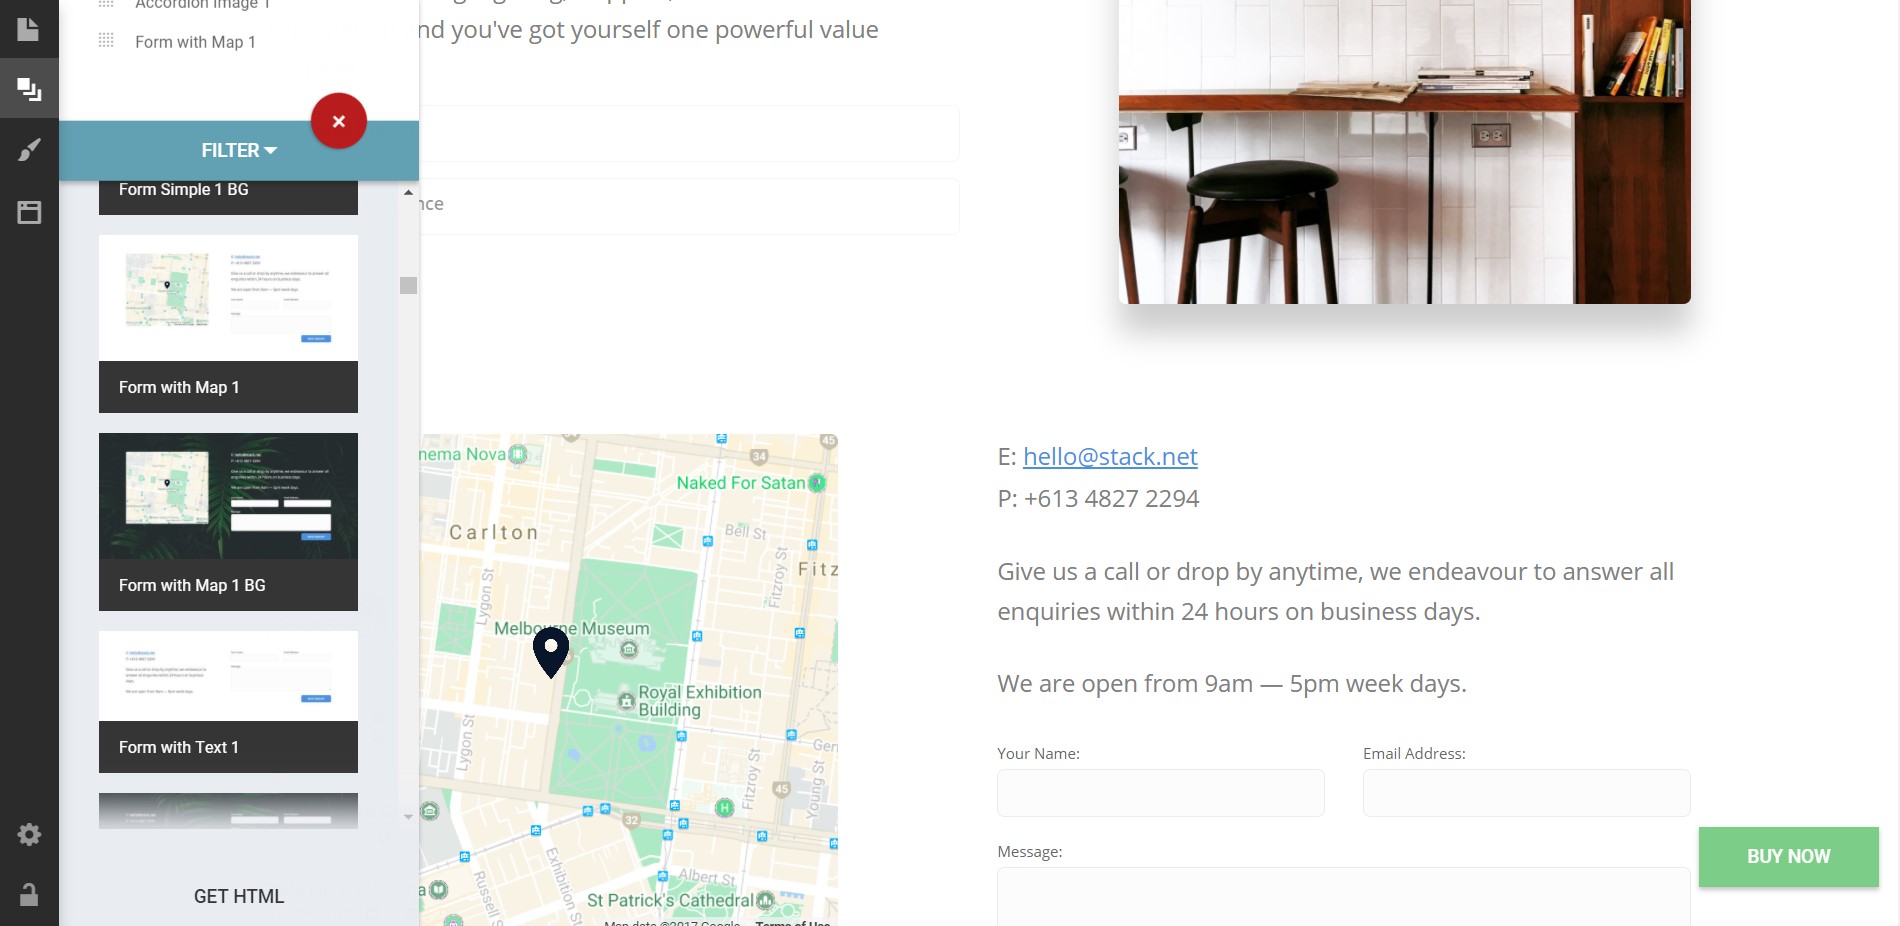 Accordion Image 1
Form with Map 1
FILTER
Form Simple 1 BG
Form with Map 1
Form with Map 1 BG
Form with Text 1
GET HTML
nd you've got yourself one powerful value
nce
nema Nova
34
45
Naked For Satan
Carlton
Bell St
Fitz
Fitzroy St
Lygon St
Melbourne Museum
Royal Exhibition
Building
Lygon St
Fitzroy St
Young St
Ger
45
H
32
Albert St
Exhibition St
Russell
a
St Patrick's Cathedral
Map data ©2017 Google
Terms of Use
E: hello@stack.net
P: +613 4827 2294
Give us a call or drop by anytime, we endeavour to answer all
enquiries within 24 hours on business days.
We are open from 9am — 5pm week days.
Your Name:
Email Address:
Message:
BUY NOW